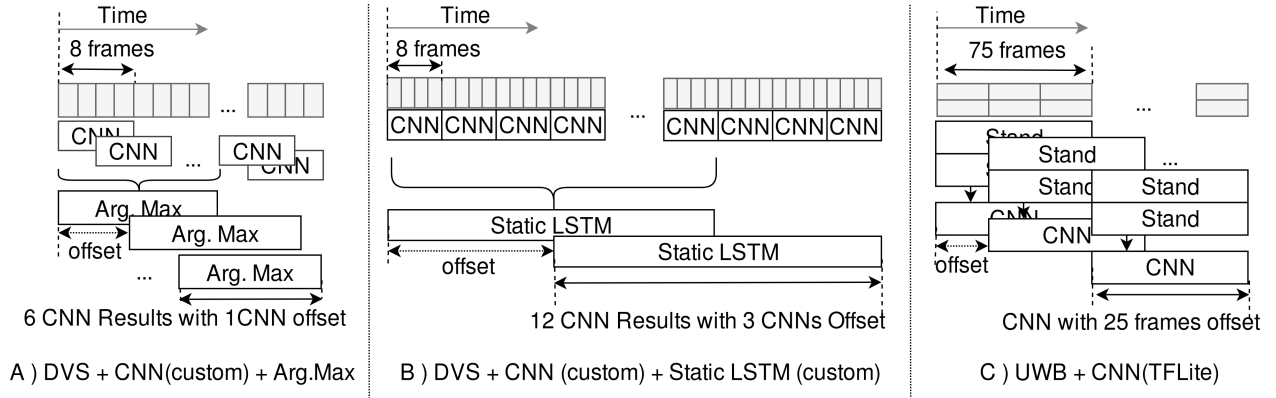 Time
8 frames
...
CNN
CNN
...
CNN
CNN
Arg. Max
Arg. Max
offset
...
Arg. Max
6 CNN Results with 1CNN offset
A ) DVS + CNN(custom) + Arg.Max
Time
8 frames
...
CNN CNN CNN CNN
CNN CNN CNN CNN
Static LSTM
Static LSTM
offset
12 CNN Results with 3 CNNs Offset
B ) DVS + CNN (custom) + Static LSTM (custom)
Time
75 frames
...
Stand
Stand
...
Stand
Stand
Stand
CNN
CNN
offset
CNN
CNN with 25 frames offset
C ) UWB + CNN(TFLite)